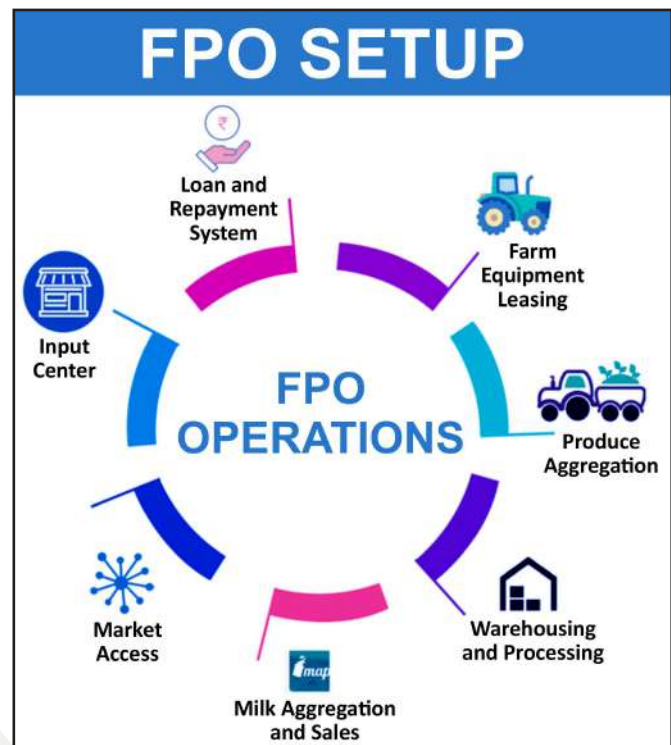 FPO SETUP
₹
Loan and
Repayment
System
Farm
Equipment
Leasing
Input
Center
FPO
OPERATIONS
Produce
Aggregation
Market
Access
Warehousing
and Processing
map
Milk Aggregation
and Sales